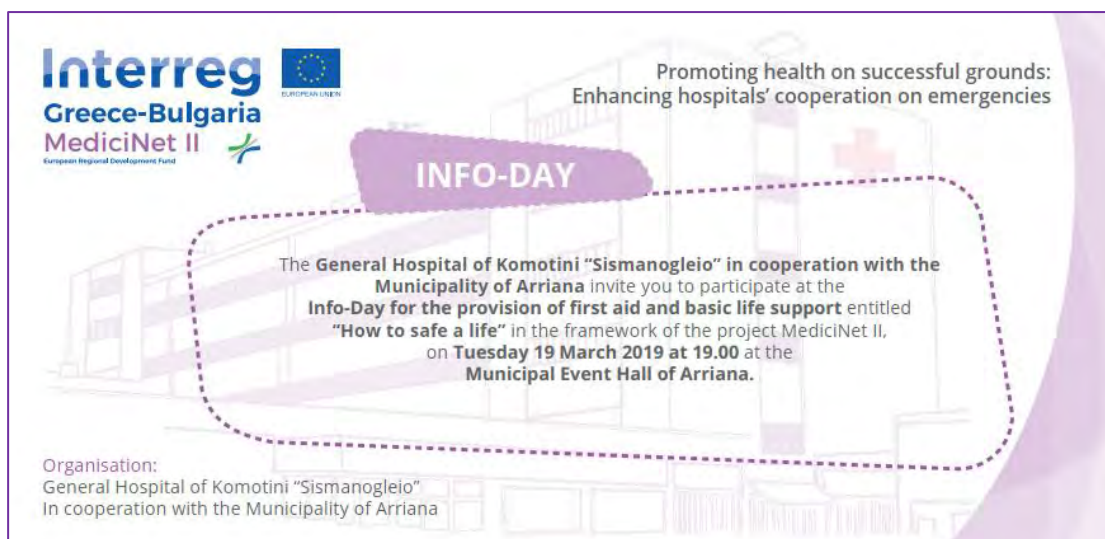 Interreg
EUROPEAN UNION
Greece-Bulgaria
MediciNet II
European Regional Development Fund
Promoting health on successful grounds:
Enhancing hospitals’ cooperation on emergencies
INFO-DAY
The General Hospital of Komotini “Sismanogleio” in cooperation with the
Municipality of Arriana invite you to participate at the
Info-Day for the provision of first aid and basic life support entitled
“How to safe a life” in the framework of the project MediciNet II,
on Tuesday 19 March 2019 at 19.00 at the
Municipal Event Hall of Arriana.
Organisation:
General Hospital of Komotini “Sismanogleio”
In cooperation with the Municipality of Arriana